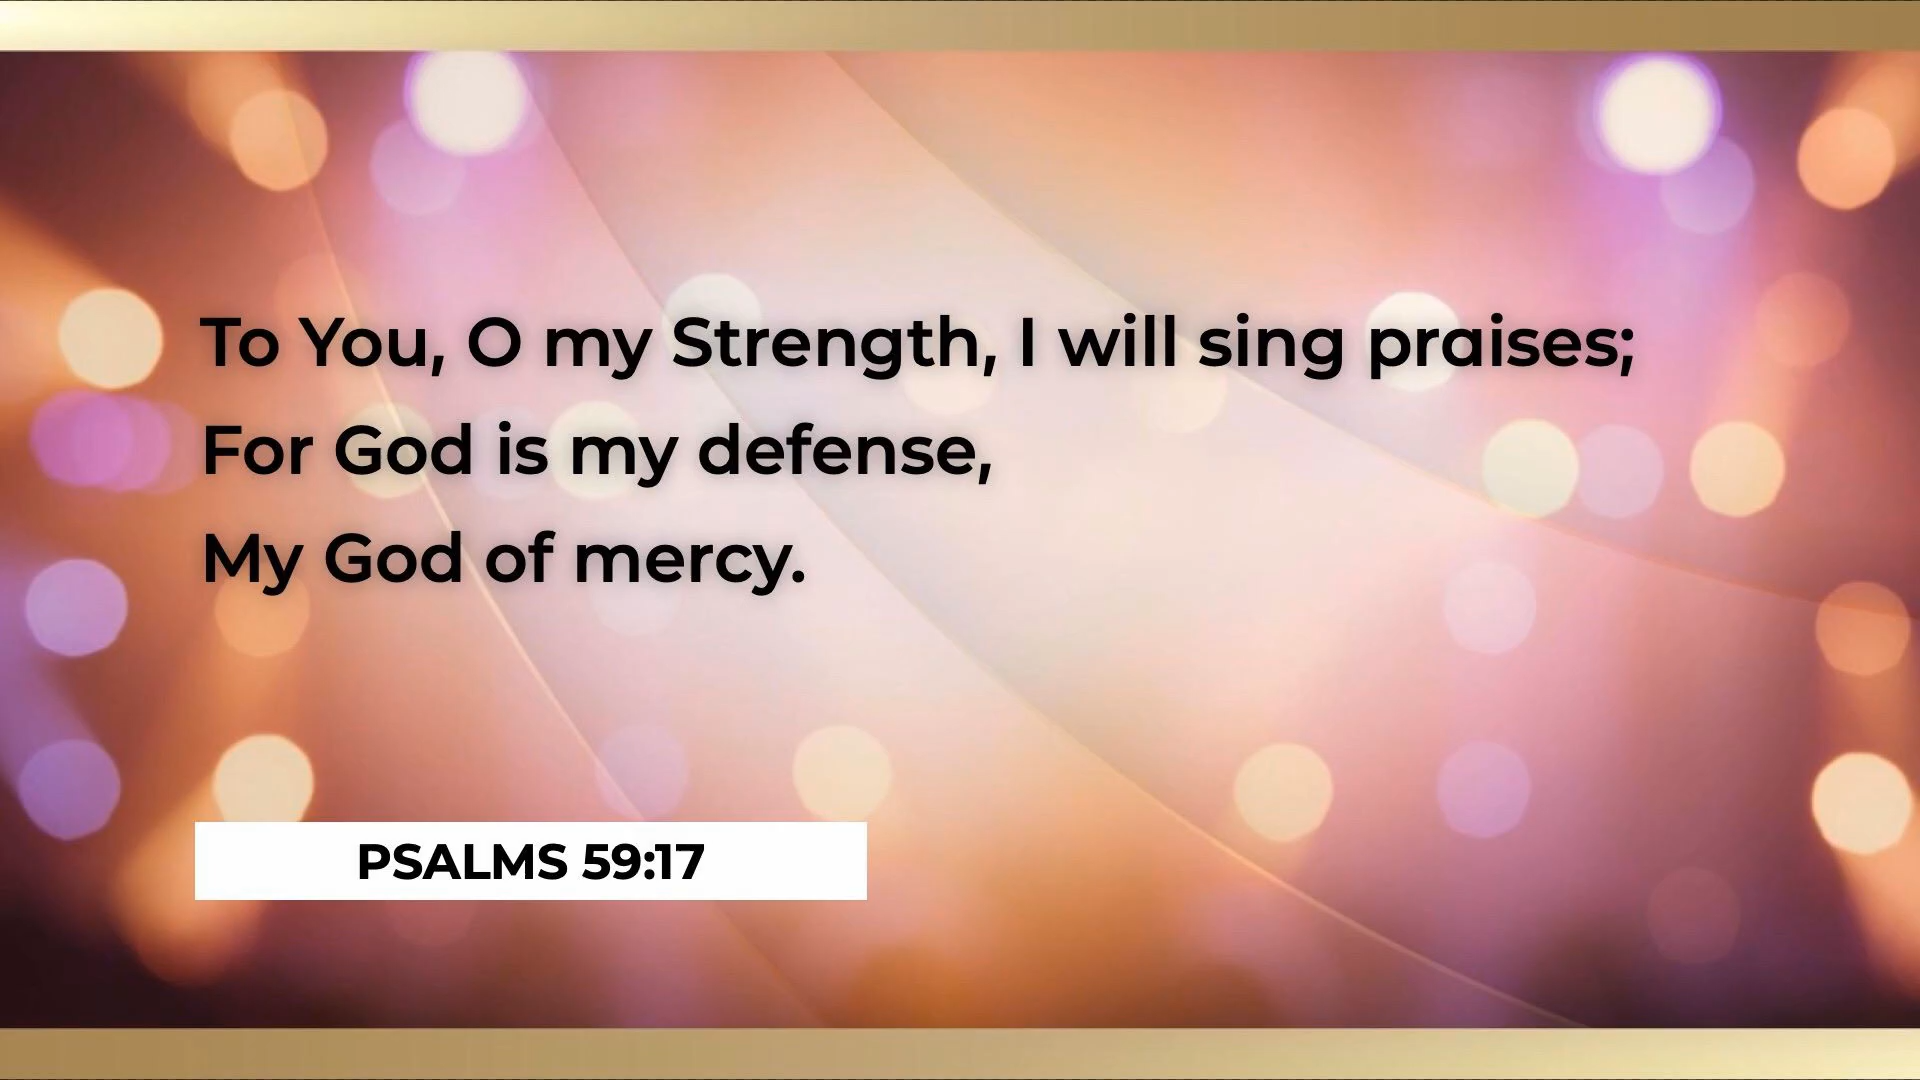 To You, O my Strength, I will sing praises;
For God is my defense,
My God of mercy.
PSALMS 59:17